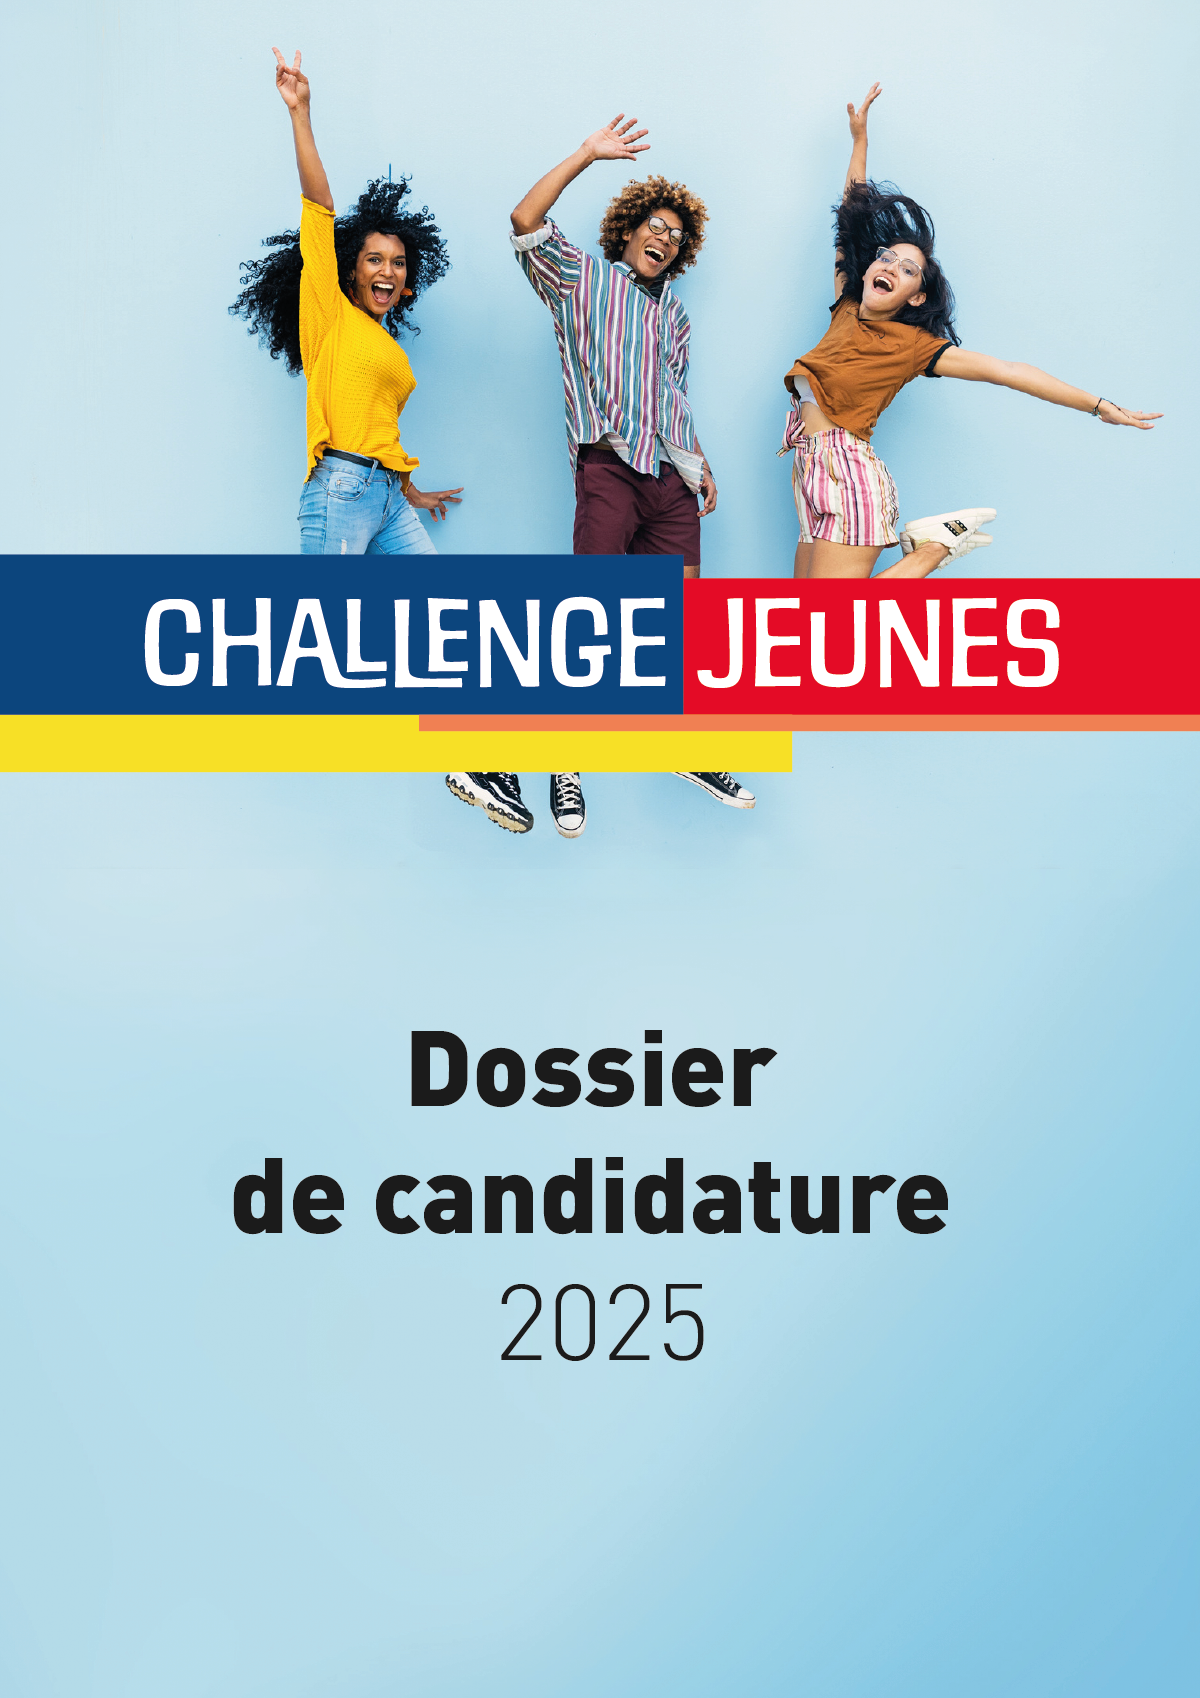 CHALLENGE JEUNES
Dossier
de candidature
2025